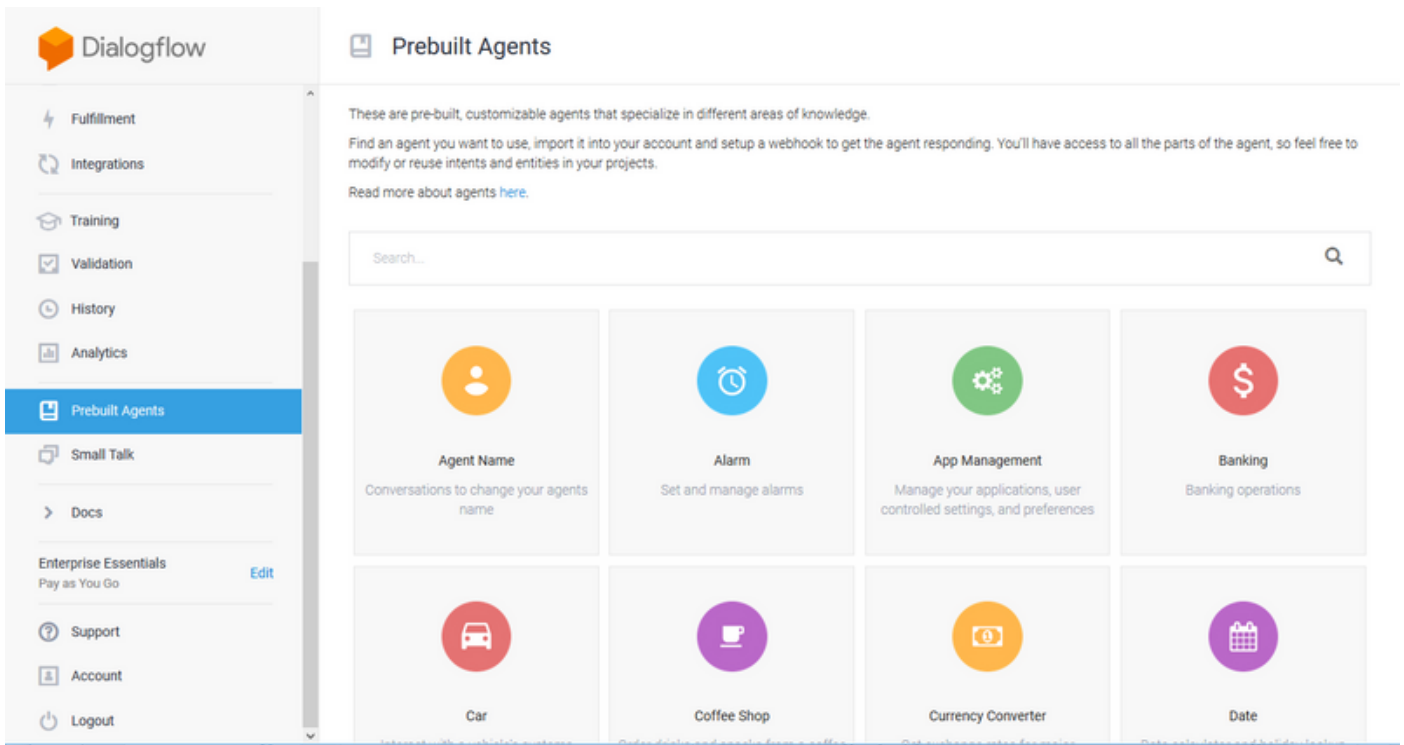 Dialogflow
Fulfillment
Integrations
Training
Validation
History
Analytics
Prebuilt Agents
Small Talk
Docs
Enterprise Essentials
Pay as You Go
Edit
Support
Account
Logout
Prebuilt Agents
These are pre-built, customizable agents that specialize in different areas of knowledge.
Find an agent you want to use, import it into your account and setup a webhook to get the agent responding. You'll have access to all the parts of the agent, so feel free to
modify or reuse intents and entities in your projects.
Read more about agents here.
Search...
Agent Name
Conversations to change your agents
name
Alarm
Set and manage alarms
App Management
Manage your applications, user
controlled settings, and preferences
Banking
Banking operations
Car
Coffee Shop
Currency Converter
Date